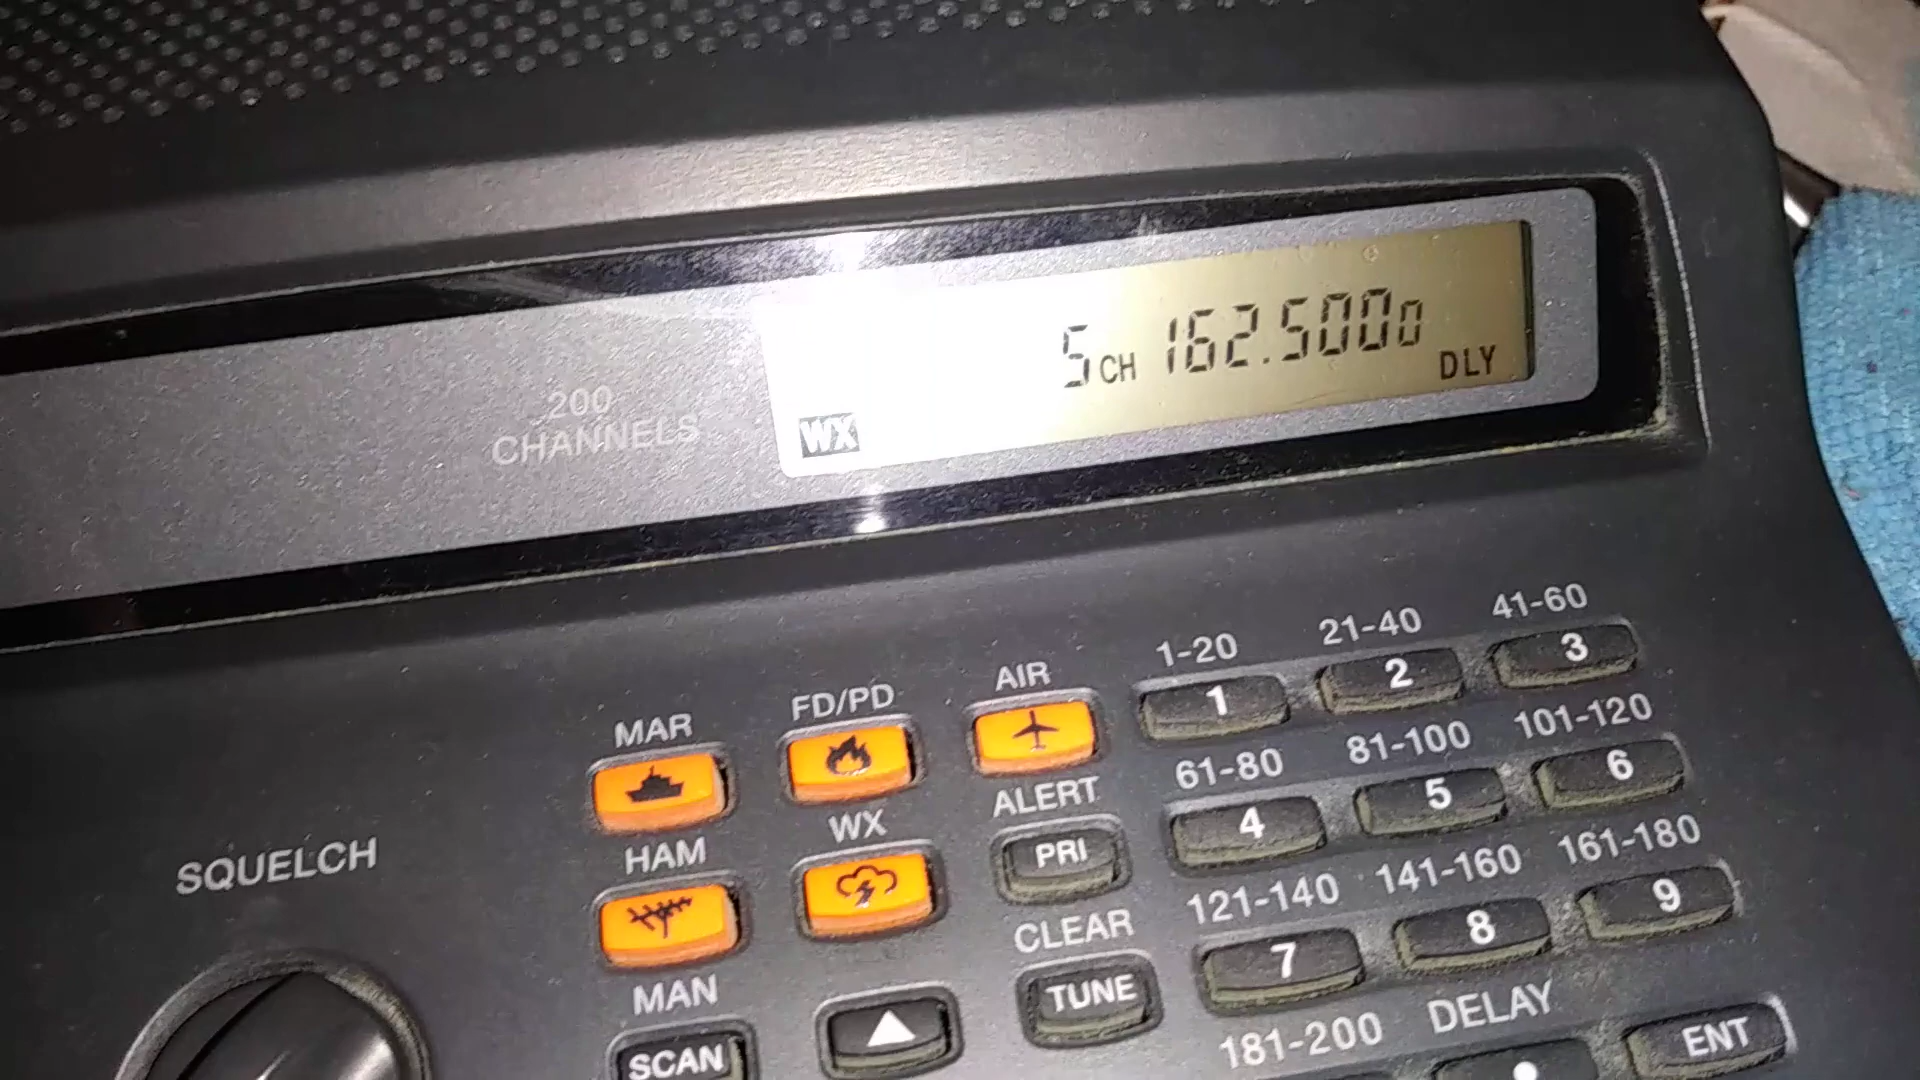 200
CHANNELS
WX
5CH 162.5000
DLY
1-20 21-40 41-60
1 2 3
MAR FD/PD AIR
61-80 81-100 101-120
4 5 6
HAM WX ALERT
PRI
121-140 141-160 161-180
7 8 9
SQUELCH
MAN CLEAR
SCAN TUNE
181-200 DELAY
ENT